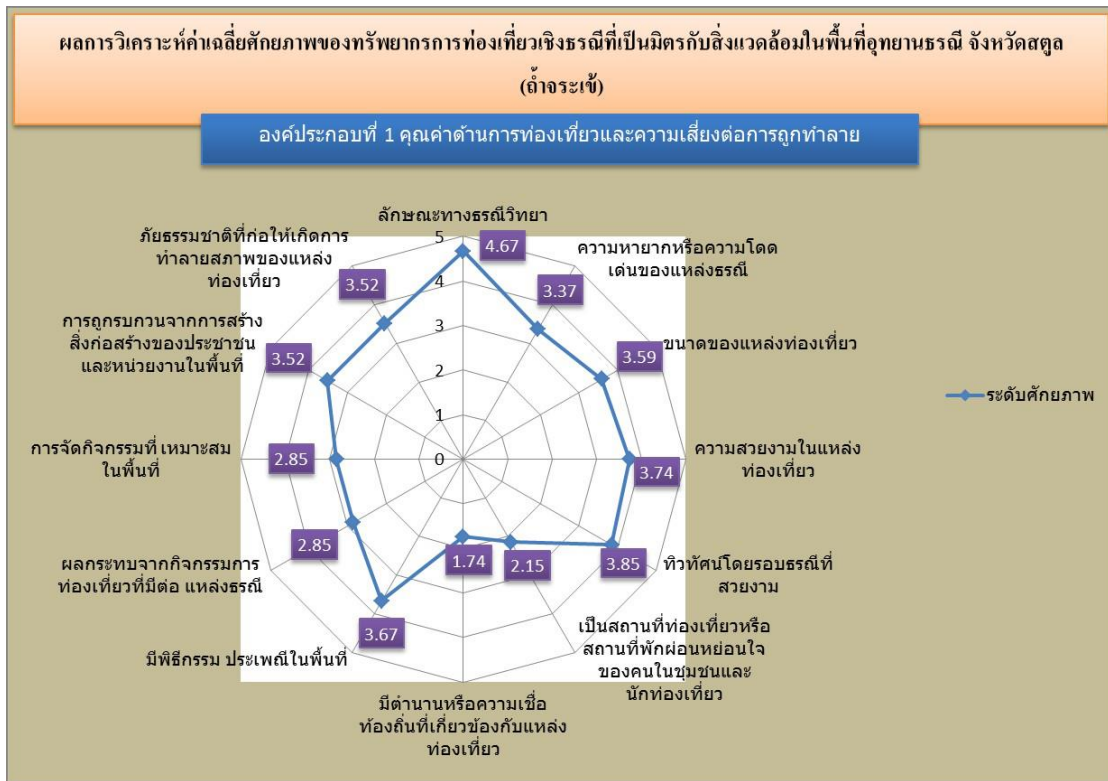 ผลการวิเคราะห์ค่าเฉลี่ยศักยภาพของทรัพยากรการท่องเที่ยวเชิงธรณีที่เป็นมิตรกับสิ่งแวดล้อมในพื้นที่อุทยานธรณี จังหวัดสตูล
(ถ้ำจระเข้)
องค์ประกอบที่ 1 คุณค่าด้านการท่องเที่ยวและความเสี่ยงต่อการถูกทำลาย
ลักษณะทางธรณีวิทยา
4.67
ความหายากหรือความโดด
เด่นของแหล่งธรณี
3.37
ขนาดของแหล่งท่องเที่ยว
3.59
ความสวยงามในแหล่ง
ท่องเที่ยว
3.74
ทิวทัศน์โดยรอบธรณีที่
สวยงาม
3.85
เป็นสถานที่ท่องเที่ยวหรือ
สถานที่พักผ่อนหย่อนใจ
ของคนในชุมชนและ
นักท่องเที่ยว
2.15
มีตำนานหรือความเชื่อ
ท้องถิ่นที่เกี่ยวข้องกับแหล่ง
ท่องเที่ยว
1.74
มีพิธีกรรม ประเพณีในพื้นที่
3.67
ผลกระทบจากกิจกรรมการ
ท่องเที่ยวที่มีต่อ แหล่งธรณี
2.85
การจัดกิจกรรมที่ เหมาะสม
ในพื้นที่
2.85
การถูกรบกวนจากการสร้าง
สิ่งก่อสร้างของประชาชน
และหน่วยงานในพื้นที่
3.52
ภัยธรรมชาติที่ก่อให้เกิดการ
ทำลายสภาพของแหล่ง
ท่องเที่ยว
3.52
5
4
3
2
1
0
ระดับศักยภาพ